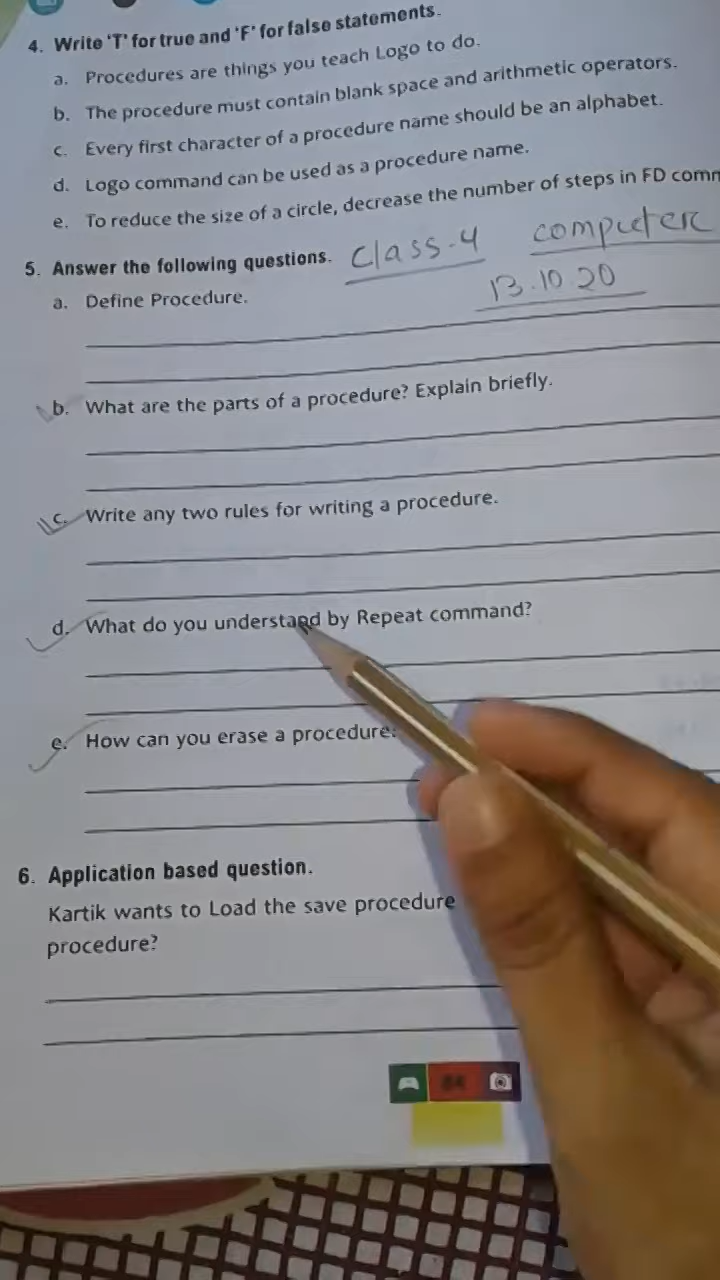 4. Write 'T' for true and 'F' for false statements.
a. Procedures are things you teach Logo to do.
b. The procedure must contain blank space and arithmetic operators.
c. Every first character of a procedure name should be an alphabet.
d. Logo command can be used as a procedure name.
e. To reduce the size of a circle, decrease the number of steps in FD comm
Class-4 computer
5. Answer the following questions.
13.10.20
a. Define Procedure.
b. What are the parts of a procedure? Explain briefly.
c. Write any two rules for writing a procedure.
d. What do you understand by Repeat command?
e. How can you erase a procedure
6. Application based question.
Kartik wants to Load the save procedure
procedure?